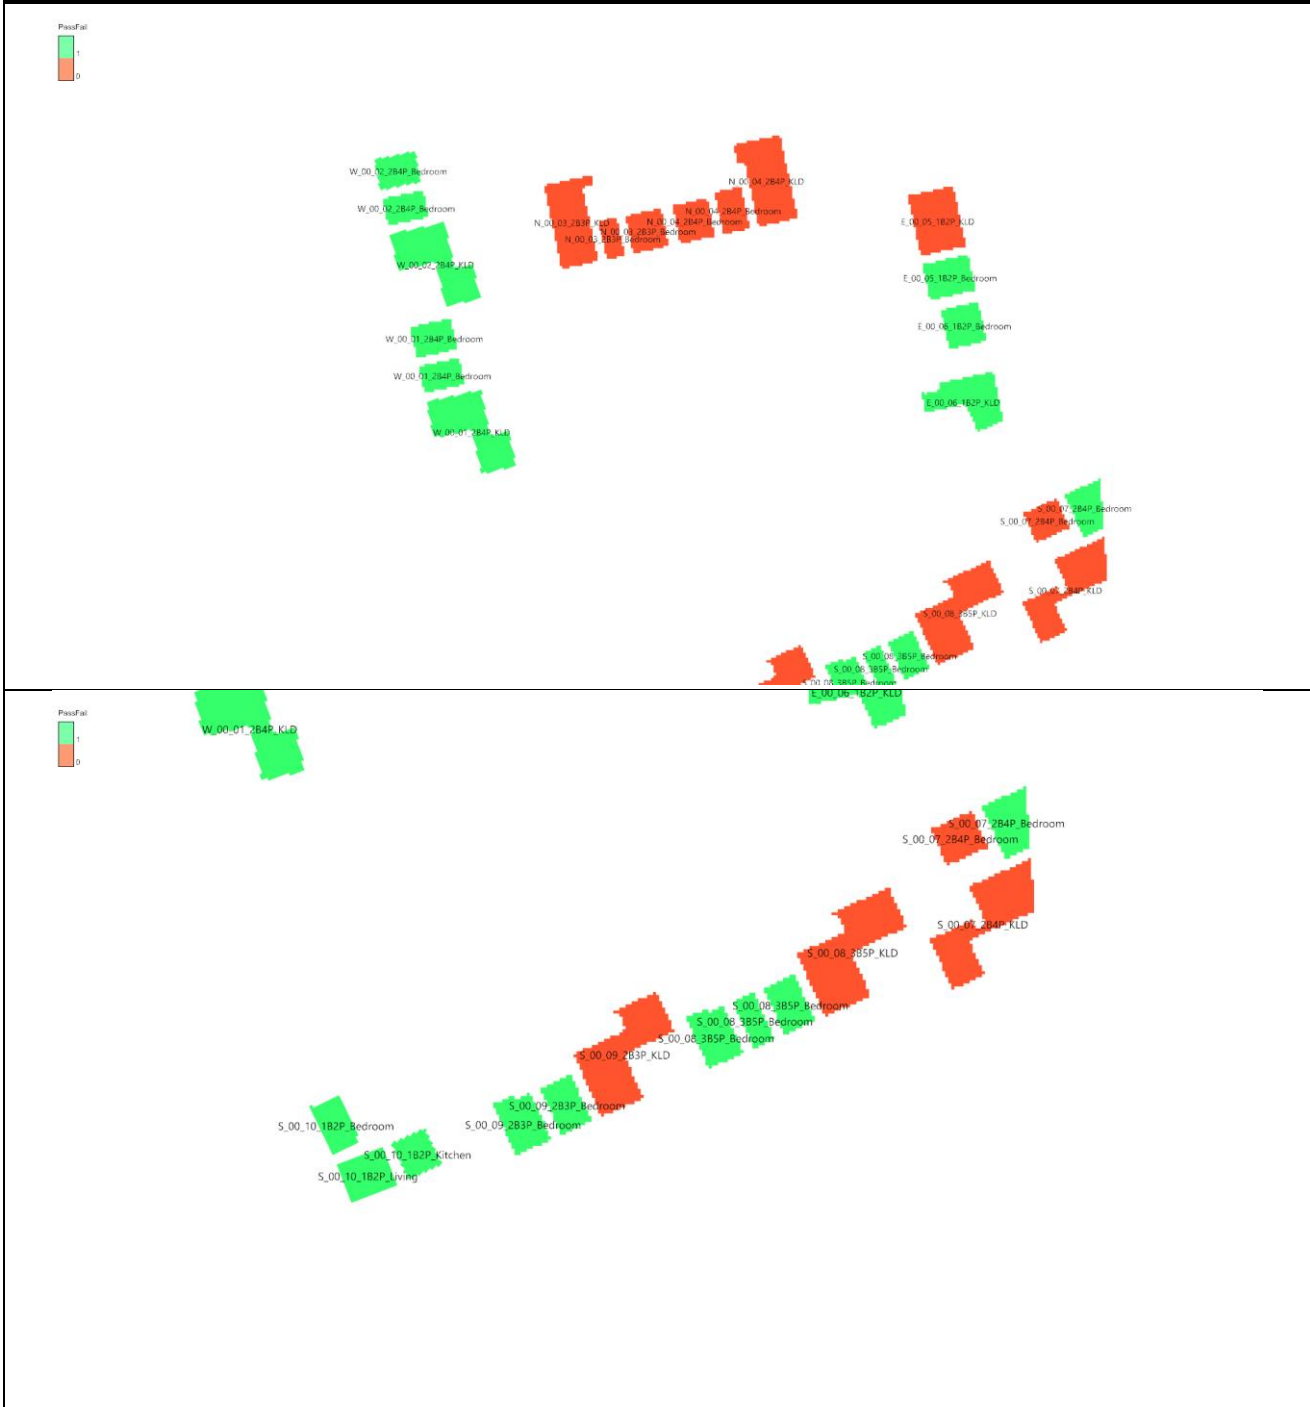 PassFail
1
0
W_00_02_2B4P_Bedroom
W_00_02_2B4P_Bedroom
W_00_02_2B4P_KLD
W_00_01_2B4P_Bedroom
W_00_01_2B4P_Bedroom
W_00_01_2B4P_KLD
N_00_03_2B3P_KLD
N_00_03_2B3P_Bedroom
N_00_03_2B3P_Bedroom
N_00_04_2B4P_Bedroom
N_00_04_2B4P_Bedroom
N_00_04_2B4P_KLD
E_00_05_1B2P_KLD
E_00_05_1B2P_Bedroom
E_00_06_1B2P_Bedroom
E_00_06_1B2P_KLD
S_00_07_2B4P_Bedroom
S_00_07_2B4P_Bedroom
S_00_07_2B4P_KLD
S_00_08_3B5P_KLD
S_00_08_3B5P_Bedroom
S_00_08_3B5P_Bedroom
S_00_08_3B5P_Bedroom
E_00_06_1B2P_KLD
PassFail
1
0
W_00_01_2B4P_KLD
S_00_07_2B4P_Bedroom
S_00_07_2B4P_Bedroom
S_00_07_2B4P_KLD
S_00_08_3B5P_KLD
S_00_08_3B5P_Bedroom
S_00_08_3B5P_Bedroom
S_00_08_3B5P_Bedroom
S_00_09_2B3P_KLD
S_00_09_2B3P_Bedroom
S_00_09_2B3P_Bedroom
S_00_10_1B2P_Bedroom
S_00_10_1B2P_Kitchen
S_00_10_1B2P_Living